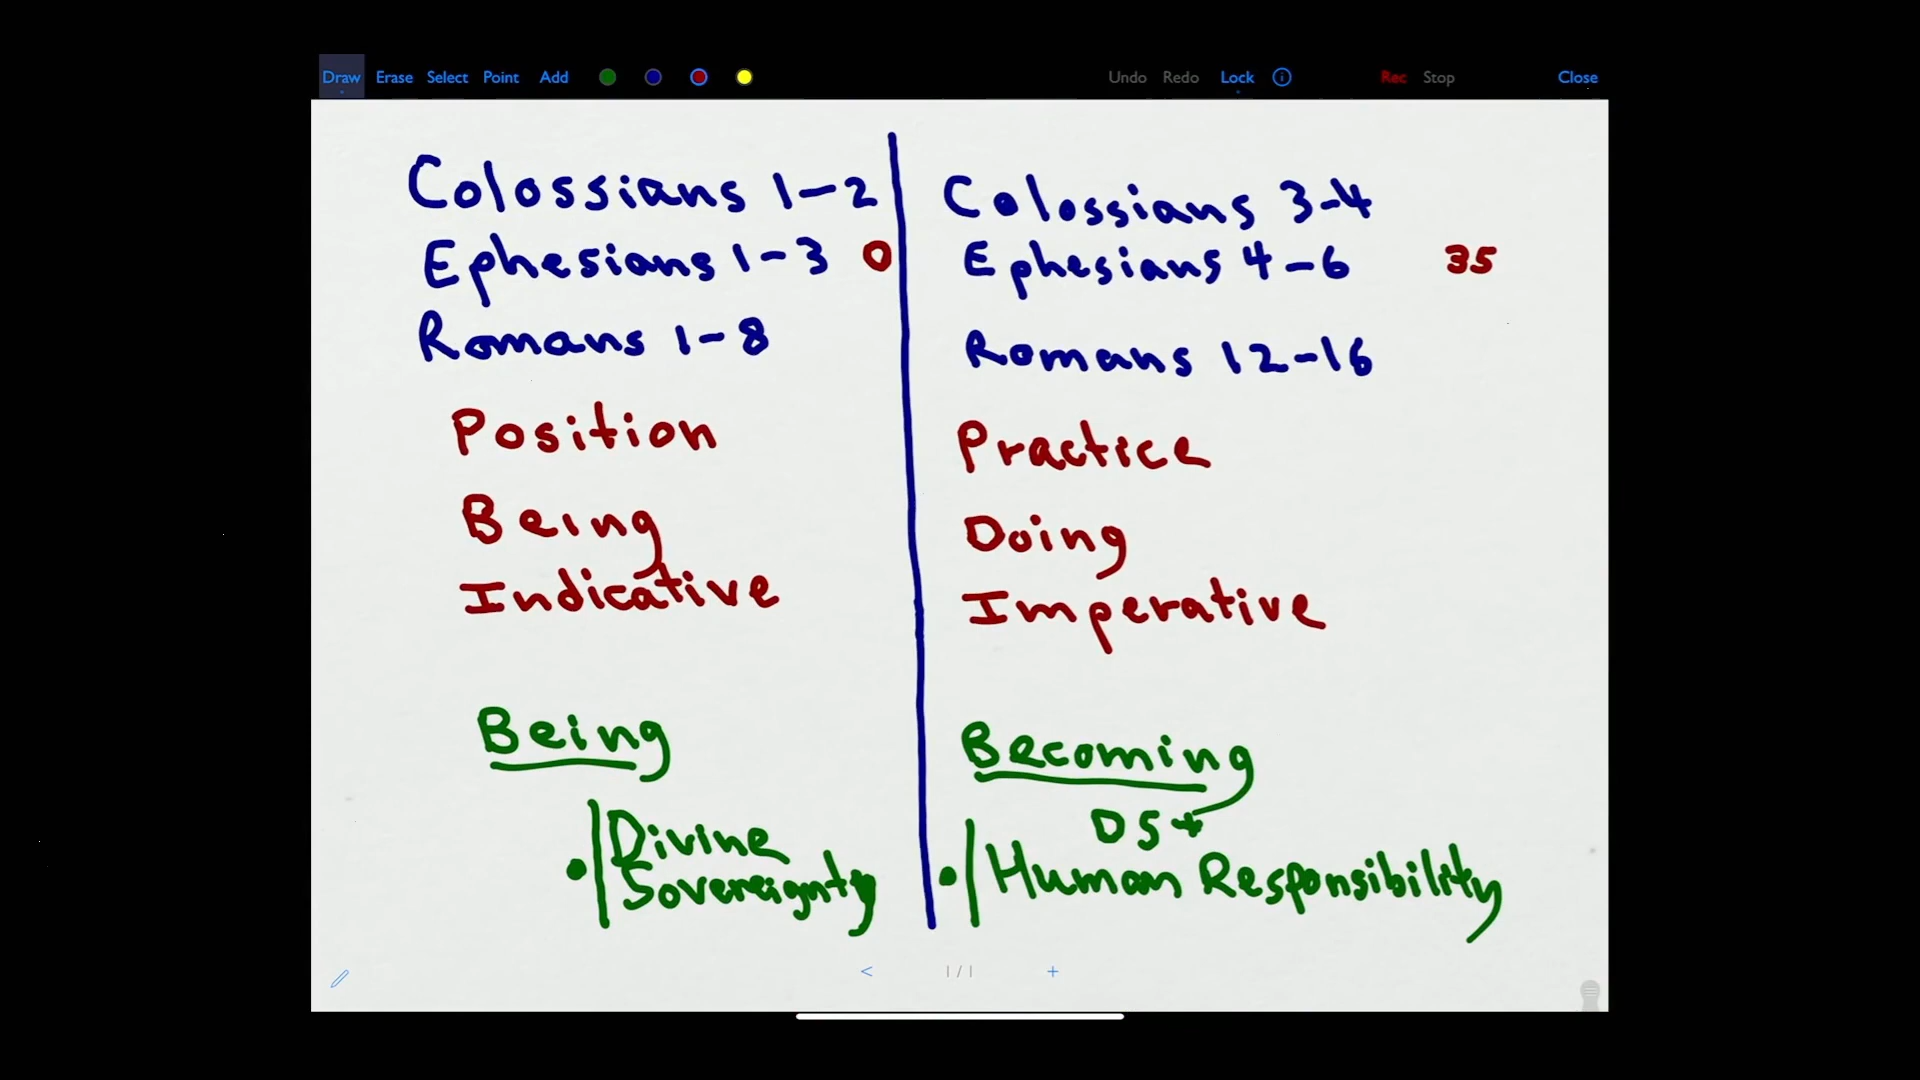 Draw Erase Select Point Add Undo Redo Lock Rec Stop Close
Colossians 1-2
Ephesians 1-3 0
Romans 1-8
Position
Being
Indicative
Being
Divine
Sovereignty
Colossians 3-4
Ephesians 4-6 35
Romans 12-16
Practice
Doing
Imperative
Becoming
DS+
Human Responsibility
< 1/1 +